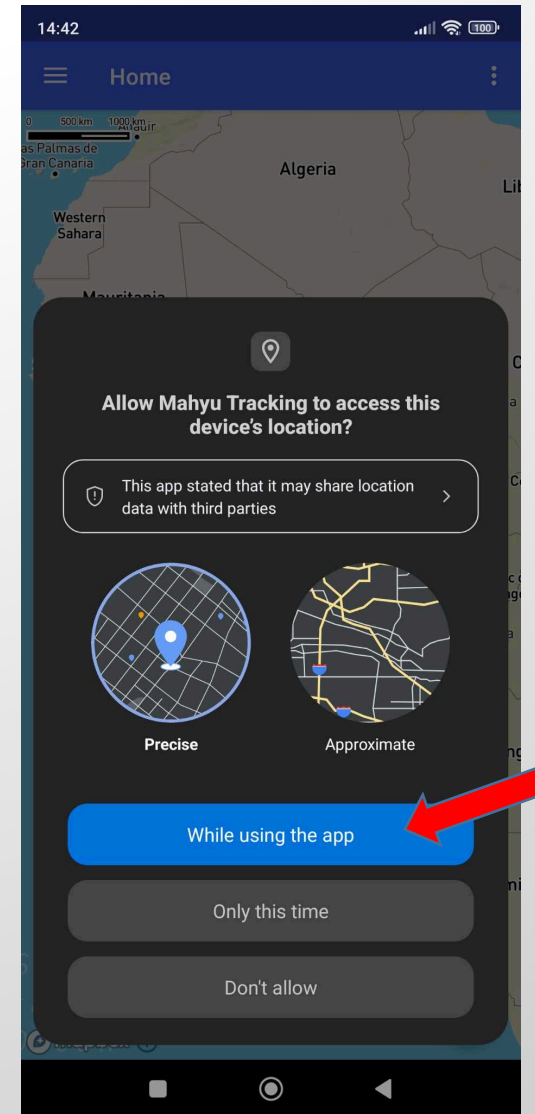 14:42
100
Home
0 500 km 1000 km
as Palmas de
Gran Canaria
Algeria
Western
Sahara
Mauritania
Allow Mahyu Tracking to access this
device's location?
This app stated that it may share location
data with third parties
Precise
Approximate
While using the app
Only this time
Don't allow